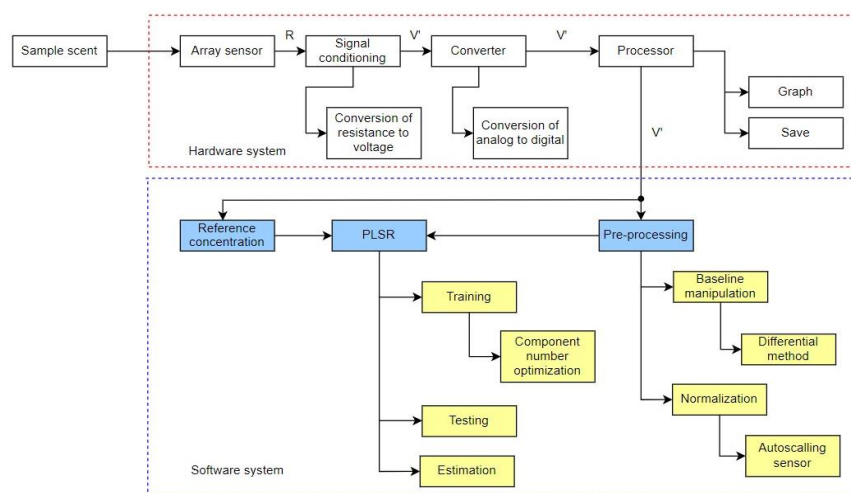 Sample scent
Array sensor
R
Signal
conditioning
V'
Converter
V'
Processor
Graph
Save
Conversion of
resistance to
voltage
Conversion of
analog to digital
Hardware system
V'
Reference
concentration
PLSR
Pre-processing
Training
Component
number
optimization
Testing
Estimation
Baseline
manipulation
Differential
method
Normalization
Autoscalling
sensor
Software system